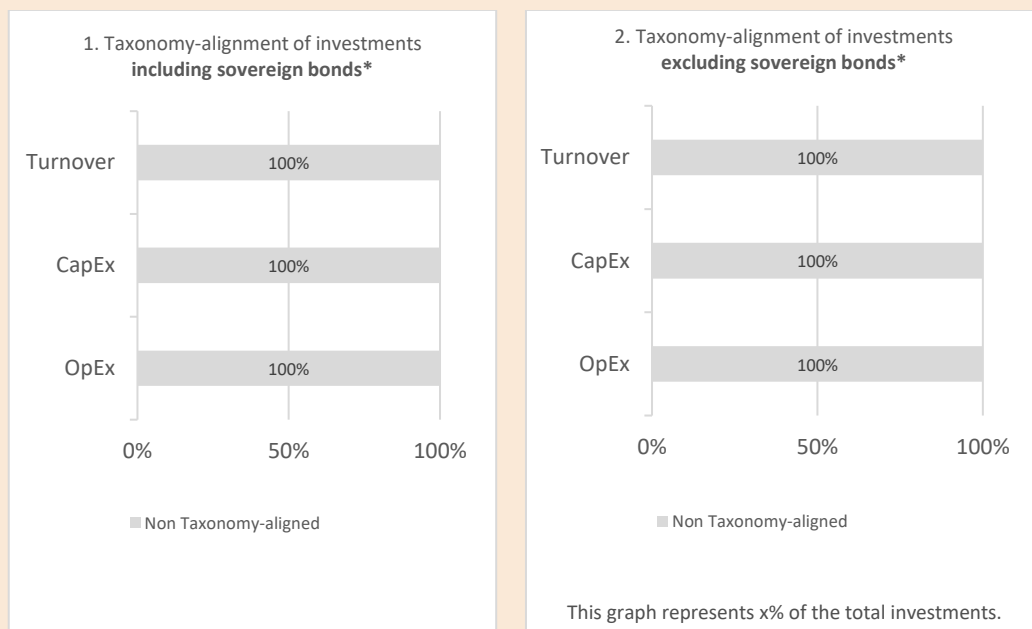 1. Taxonomy-alignment of investments
including sovereign bonds*
Turnover
100%
CapEx
100%
OpEx
100%
0% 50% 100%
Non Taxonomy-aligned
2. Taxonomy-alignment of investments
excluding sovereign bonds*
Turnover
100%
CapEx
100%
OpEx
100%
0% 50% 100%
Non Taxonomy-aligned
This graph represents x% of the total investments.